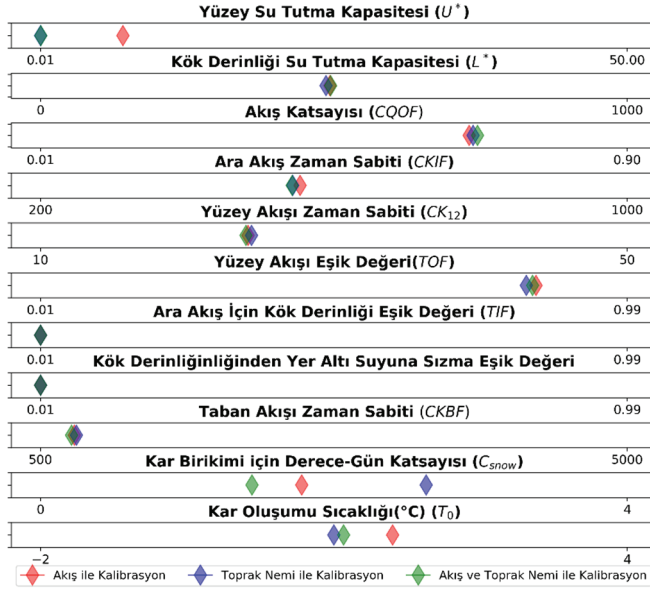 Yüzey Su Tutma Kapasitesi (U*)
0.01 50.00
Kök Derinliği Su Tutma Kapasitesi (L*)
0 1000
Akış Katsayısı (CQOF)
0.01 0.90
Ara Akış Zaman Sabiti (CKIF)
200 1000
Yüzey Akışı Zaman Sabiti (CK12)
10 50
Yüzey Akışı Eşik Değeri(TOF)
0.01 0.99
Ara Akış İçin Kök Derinliği Eşik Değeri (TIF)
0.01 0.99
Kök Derinliğinliğinden Yer Altı Suyuna Sızma Eşik Değeri
0.01 0.99
Taban Akışı Zaman Sabiti (CKBF)
500 5000
Kar Birikimi için Derece-Gün Katsayısı (Csnow)
0 4
Kar Oluşumu Sıcaklığı(°C) (T0)
−2 4
Akış ile Kalibrasyon Toprak Nemi ile Kalibrasyon Akış ve Toprak Nemi ile Kalibrasyon